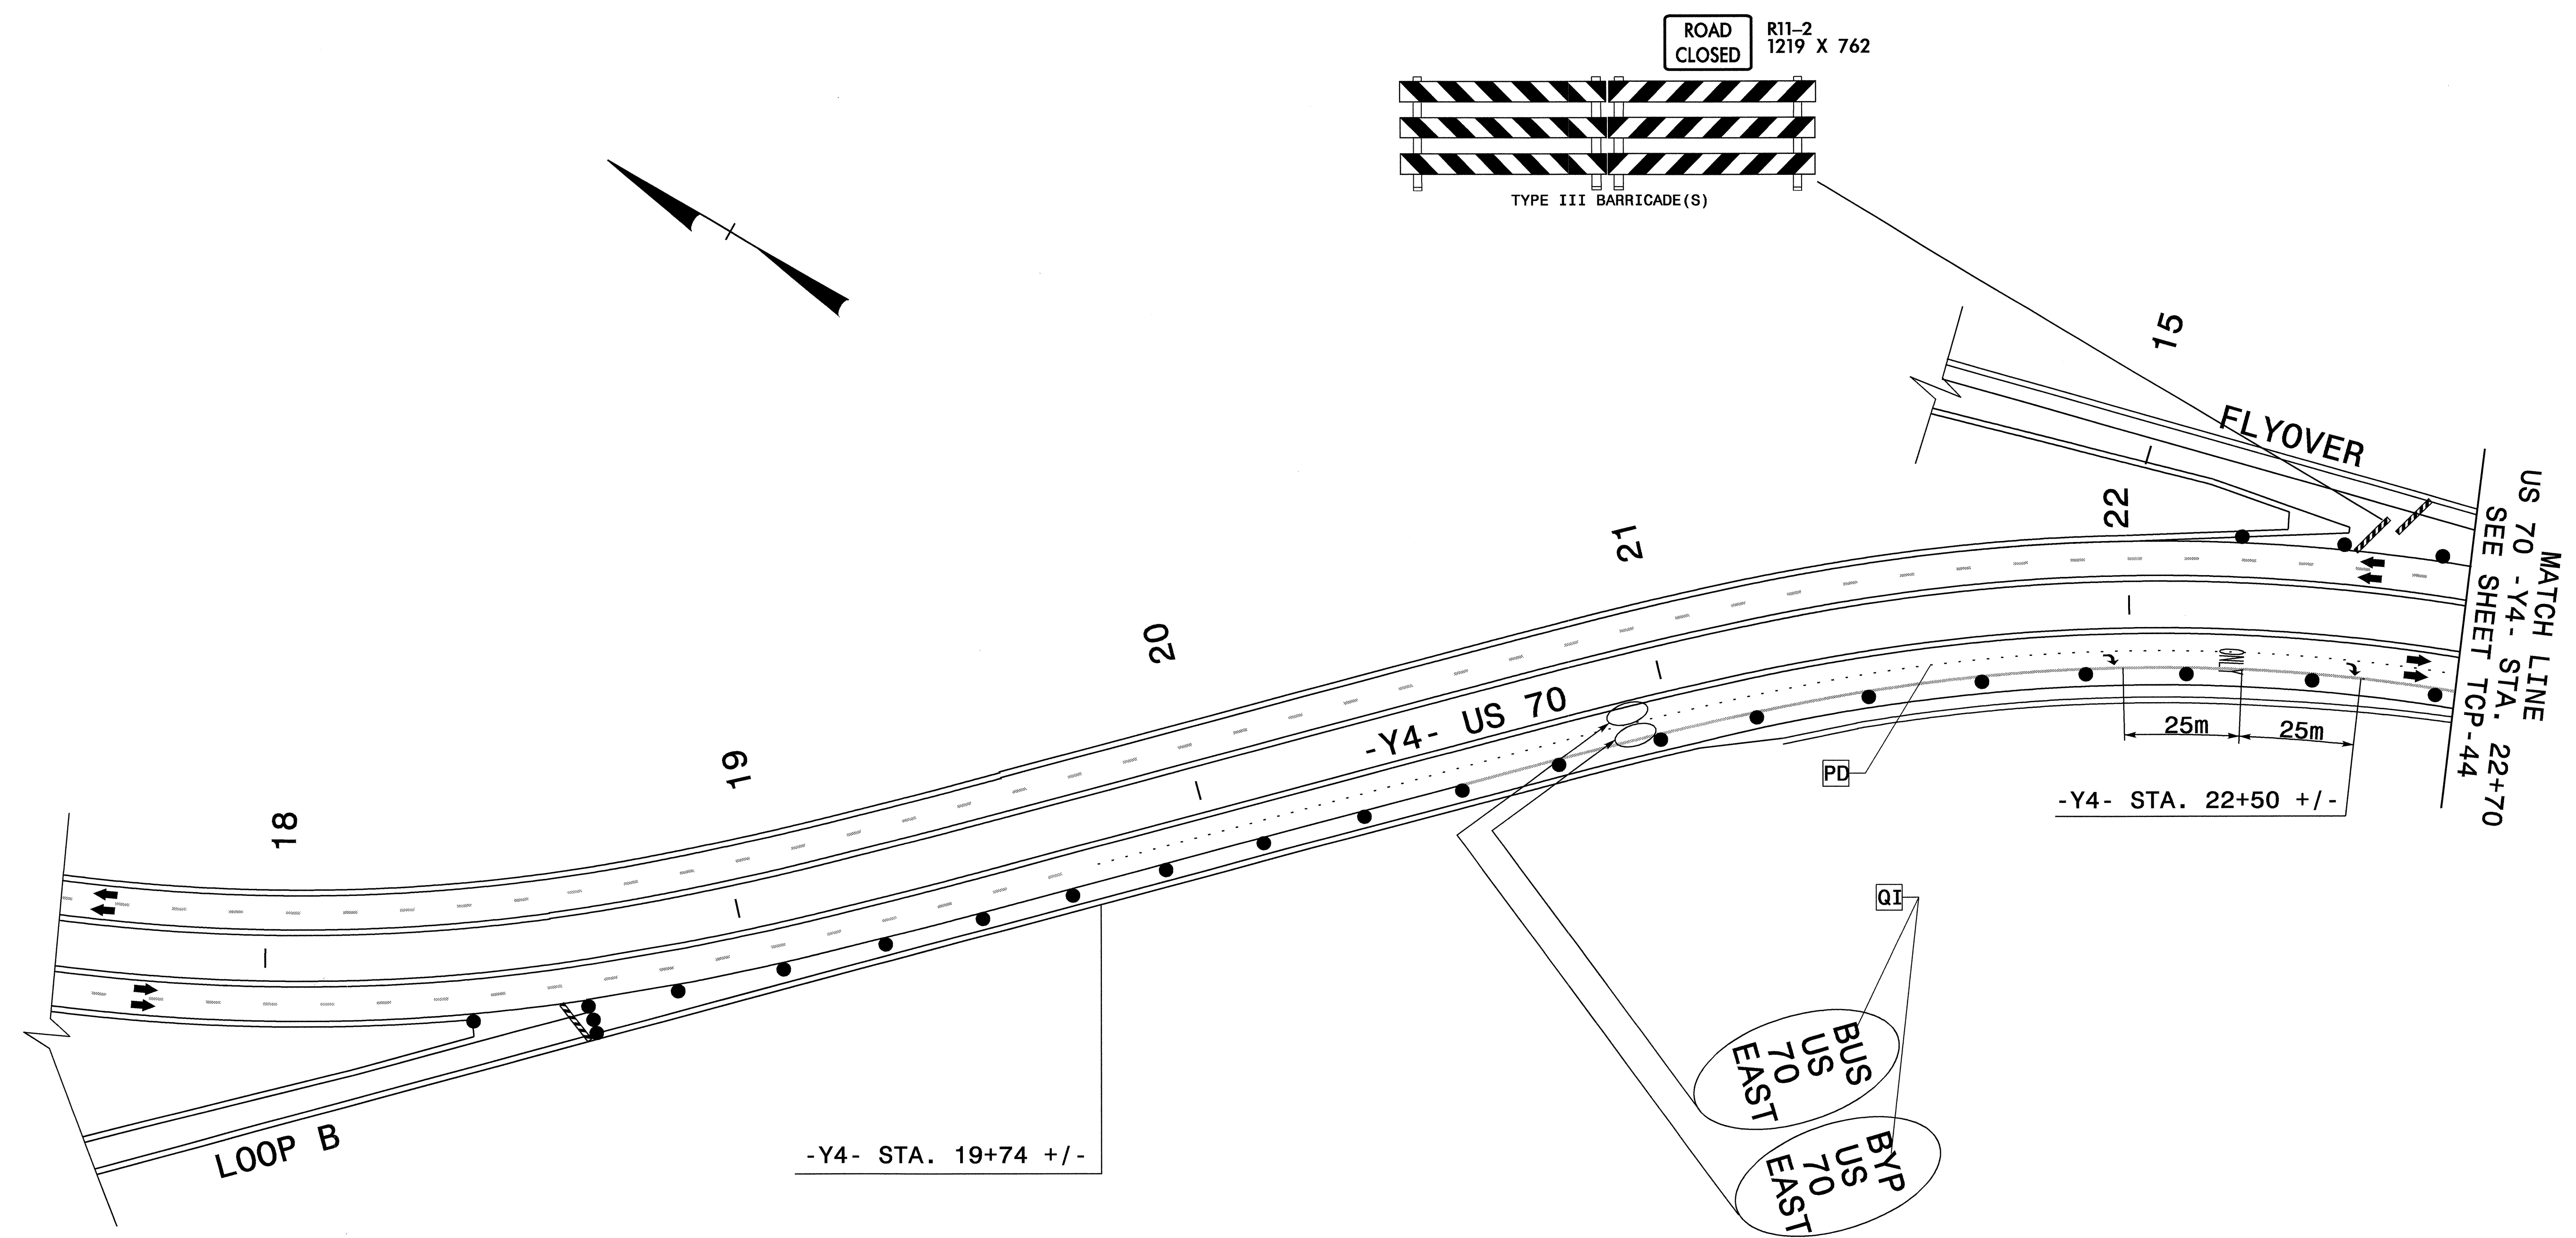 ROAD
CLOSED
R11-2
1219 X 762
TYPE III BARRICADE(S)
15
FLYOVER
22
21
20
19
18
MATCH LINE
US 70 -Y4- STA. 22+70
SEE SHEET TCP-44
-Y4- US 70
ONLY
25m
25m
PD
-Y4- STA. 22+50 +/-
QI
BUS
US
70
EAST
BYP
US
70
EAST
LOOP B
-Y4- STA. 19+74 +/-